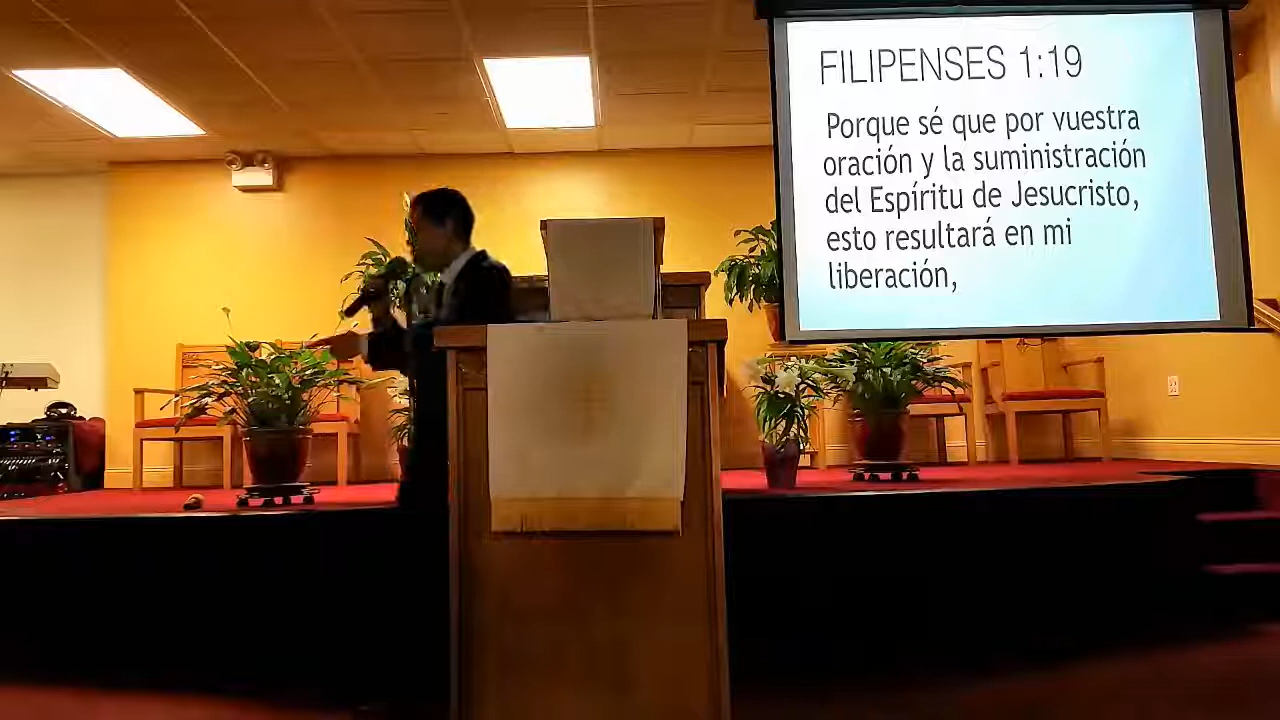 FILIPENSES 1:19
Porque sé que por vuestra
oración y la suministración
del Espíritu de Jesucristo,
esto resultará en mi
liberación,